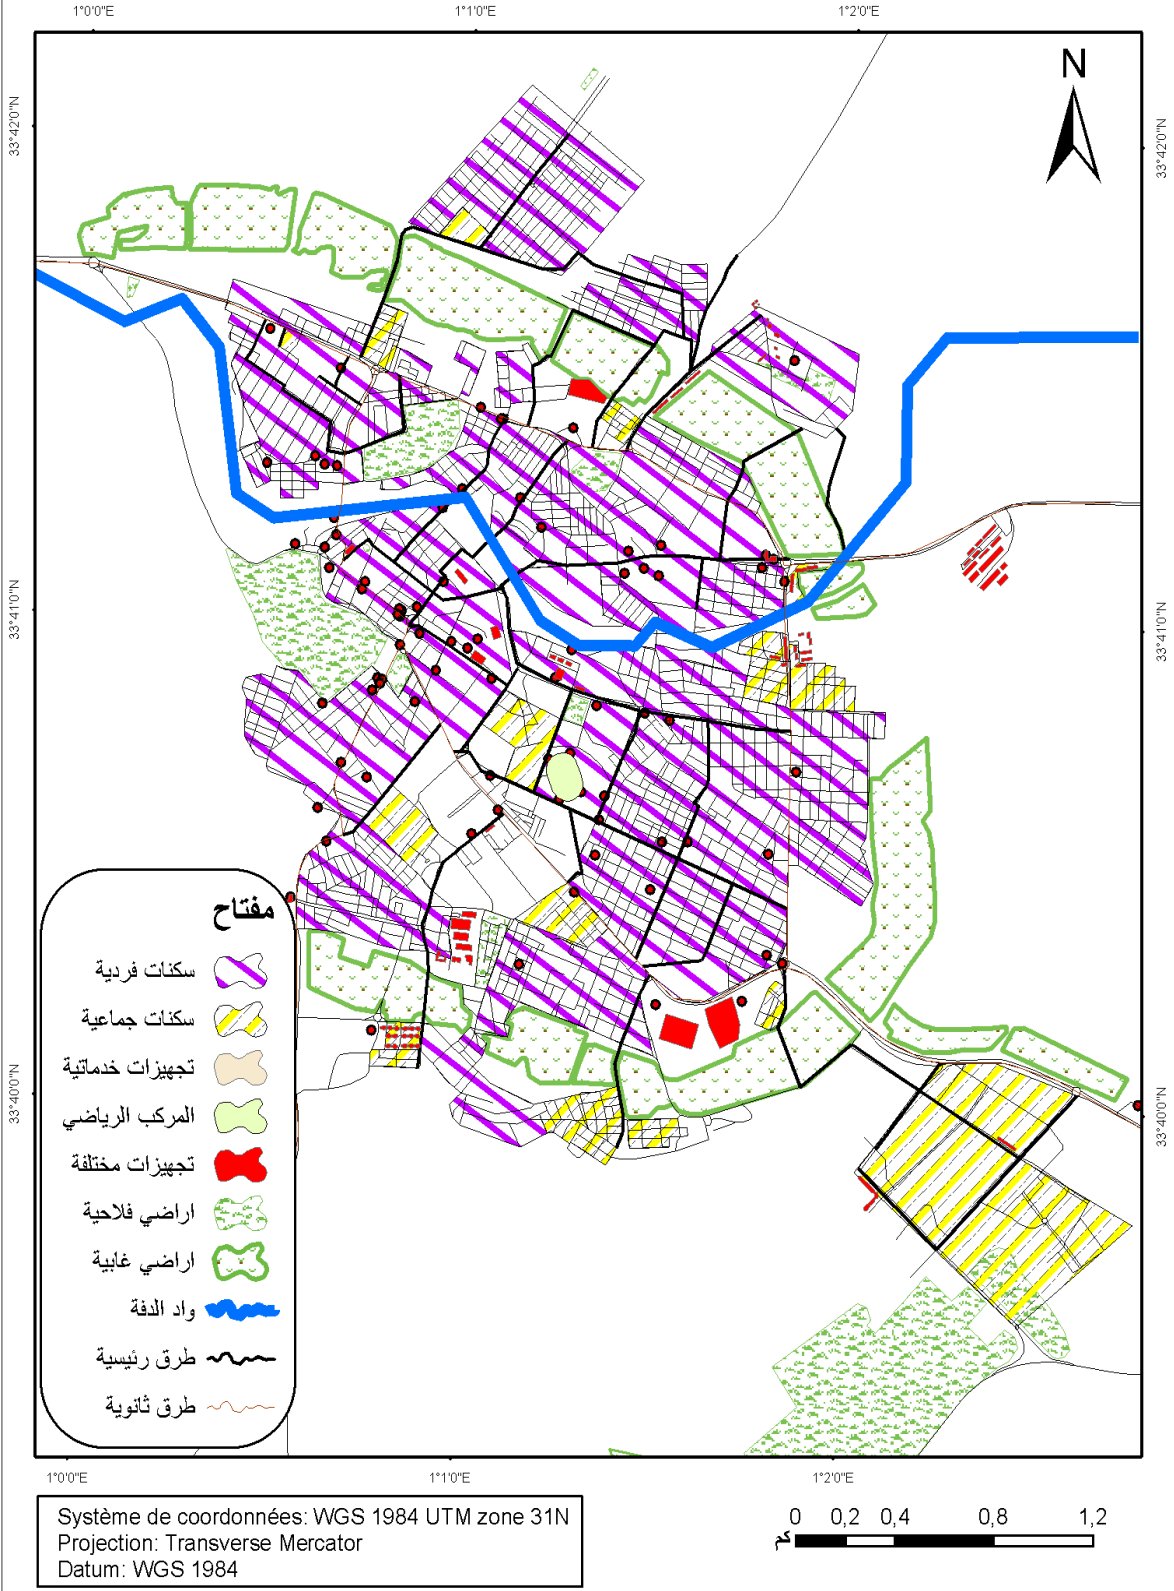 1°0'0"E
1°1'0"E
1°2'0"E
33°42'0"N
33°42'0"N
N
33°41'0"N
33°41'0"N
33°40'0"N
33°40'0"N
مفتاح
سكنات فردية
سكنات جماعية
تجهيزات خدماتية
المركب الرياضي
تجهيزات مختلفة
اراضي فلاحية
اراضي غابية
واد الدفة
طرق رئيسية
طرق ثانوية
1°0'0"E
1°1'0"E
1°2'0"E
Système de coordonnées: WGS 1984 UTM zone 31N
Projection: Transverse Mercator
Datum: WGS 1984
0 0,2 0,4 0,8 1,2
كم